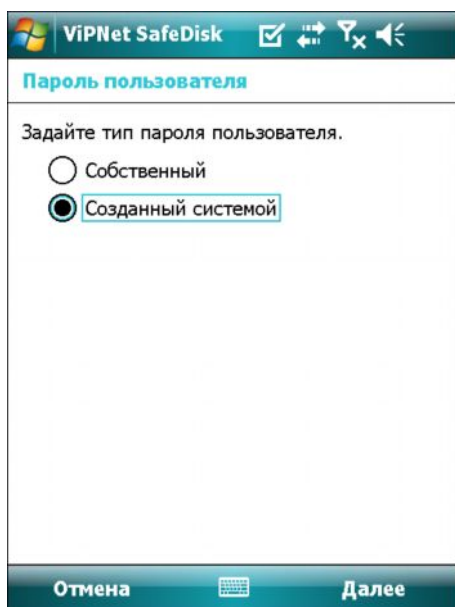 ViPNet SafeDisk
Пароль пользователя
Задайте тип пароля пользователя.
Собственный
Созданный системой
Отмена Далее